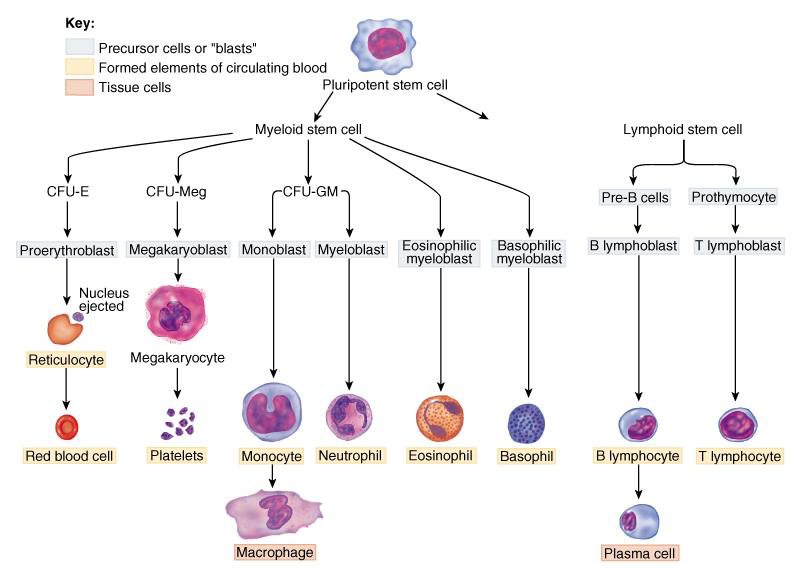 Key:
Precursor cells or "blasts"
Formed elements of circulating blood
Tissue cells
Pluripotent stem cell
Myeloid stem cell
Lymphoid stem cell
CFU-E
CFU-Meg
CFU-GM
Pre-B cells
Prothymocyte
Proerythroblast
Megakaryoblast
Monoblast
Myeloblast
Eosinophilic
myeloblast
Basophilic
myeloblast
B lymphoblast
T lymphoblast
Nucleus
ejected
Reticulocyte
Megakaryocyte
Red blood cell
Platelets
Monocyte
Neutrophil
Eosinophil
Basophil
B lymphocyte
T lymphocyte
Macrophage
Plasma cell